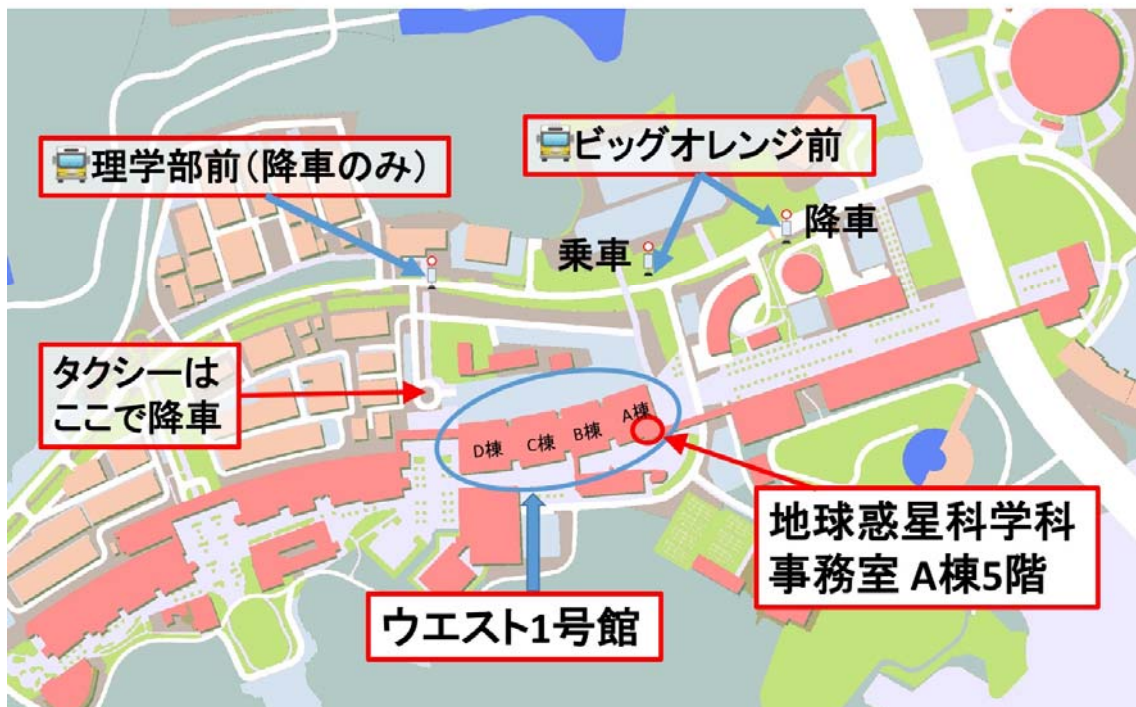 理学部前(降車のみ)
ビッグオレンジ前
乗車
降車
タクシーは
ここで降車
A棟
B棟
C棟
D棟
地球惑星科学科
事務室 A棟5階
ウエスト1号館